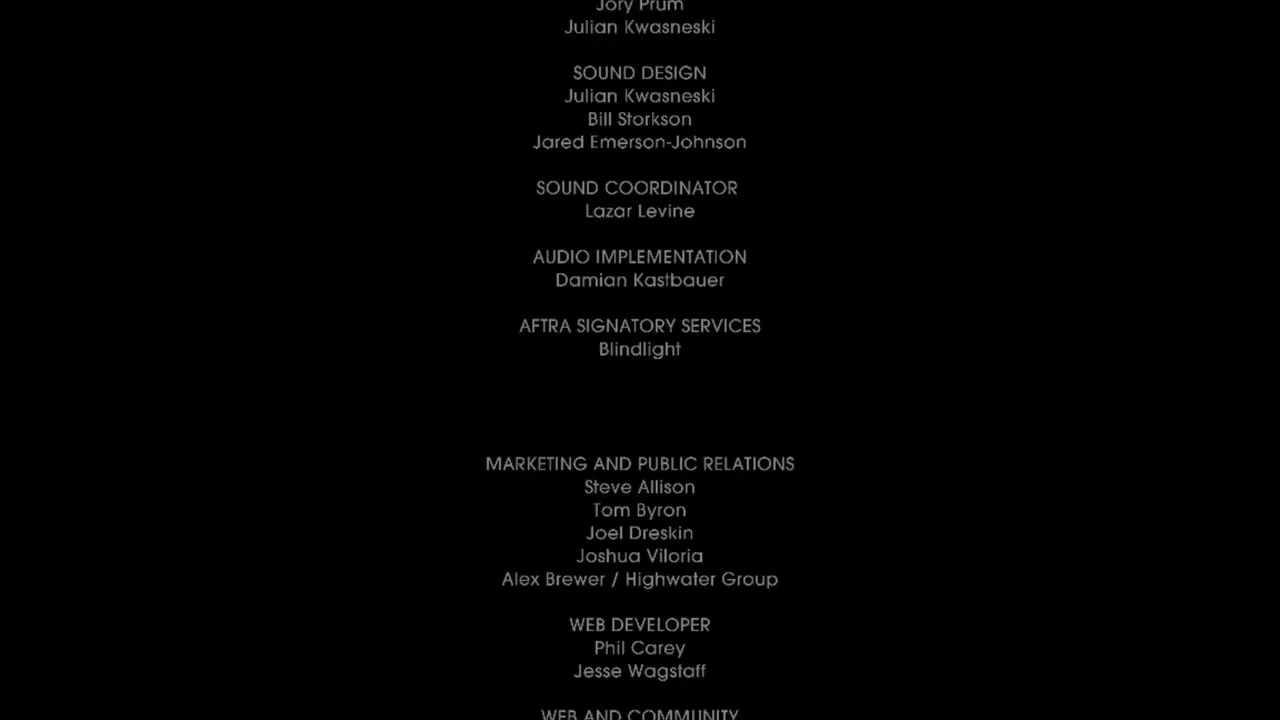 Jory Prum
Julian Kwasneski
SOUND DESIGN
Julian Kwasneski
Bill Storkson
Jared Emerson-Johnson
SOUND COORDINATOR
Lazar Levine
AUDIO IMPLEMENTATION
Damian Kastbauer
AFTRA SIGNATORY SERVICES
Blindlight
MARKETING AND PUBLIC RELATIONS
Steve Allison
Tom Byron
Joel Dreskin
Joshua Viloria
Alex Brewer / Highwater Group
WEB DEVELOPER
Phil Carey
Jesse Wagstaff
WEB AND COMMUNITY